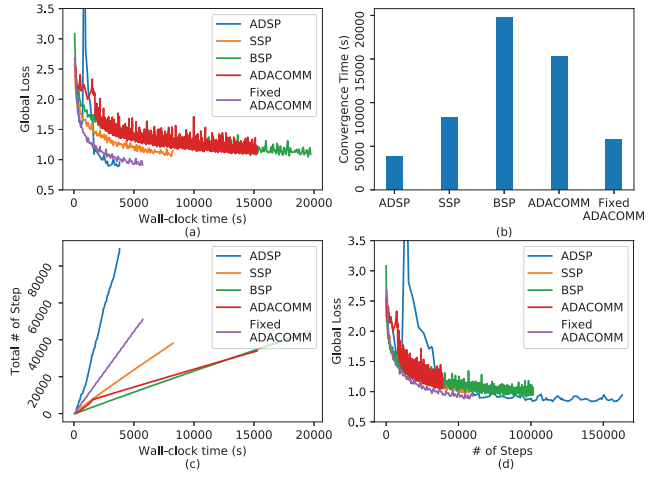 3.5
3.0
2.5
2.0
1.5
1.0
0.5
Global Loss
ADSP
SSP
BSP
ADACOMM
Fixed
ADACOMM
0 5000 10000 15000 20000
Wall-clock time (s)
(a)
Convergence Time (s)
0
5000
10000
15000
20000
ADSP SSP BSP ADACOMM Fixed
ADACOMM
(b)
Total # of Step
80000
60000
40000
20000
0
ADSP
SSP
BSP
ADACOMM
Fixed
ADACOMM
0 5000 10000 15000 20000
Wall-clock time (s)
(c)
3.5
3.0
2.5
2.0
1.5
1.0
0.5
Global Loss
ADSP
SSP
BSP
ADACOMM
Fixed
ADACOMM
0 50000 100000 150000
# of Steps
(d)